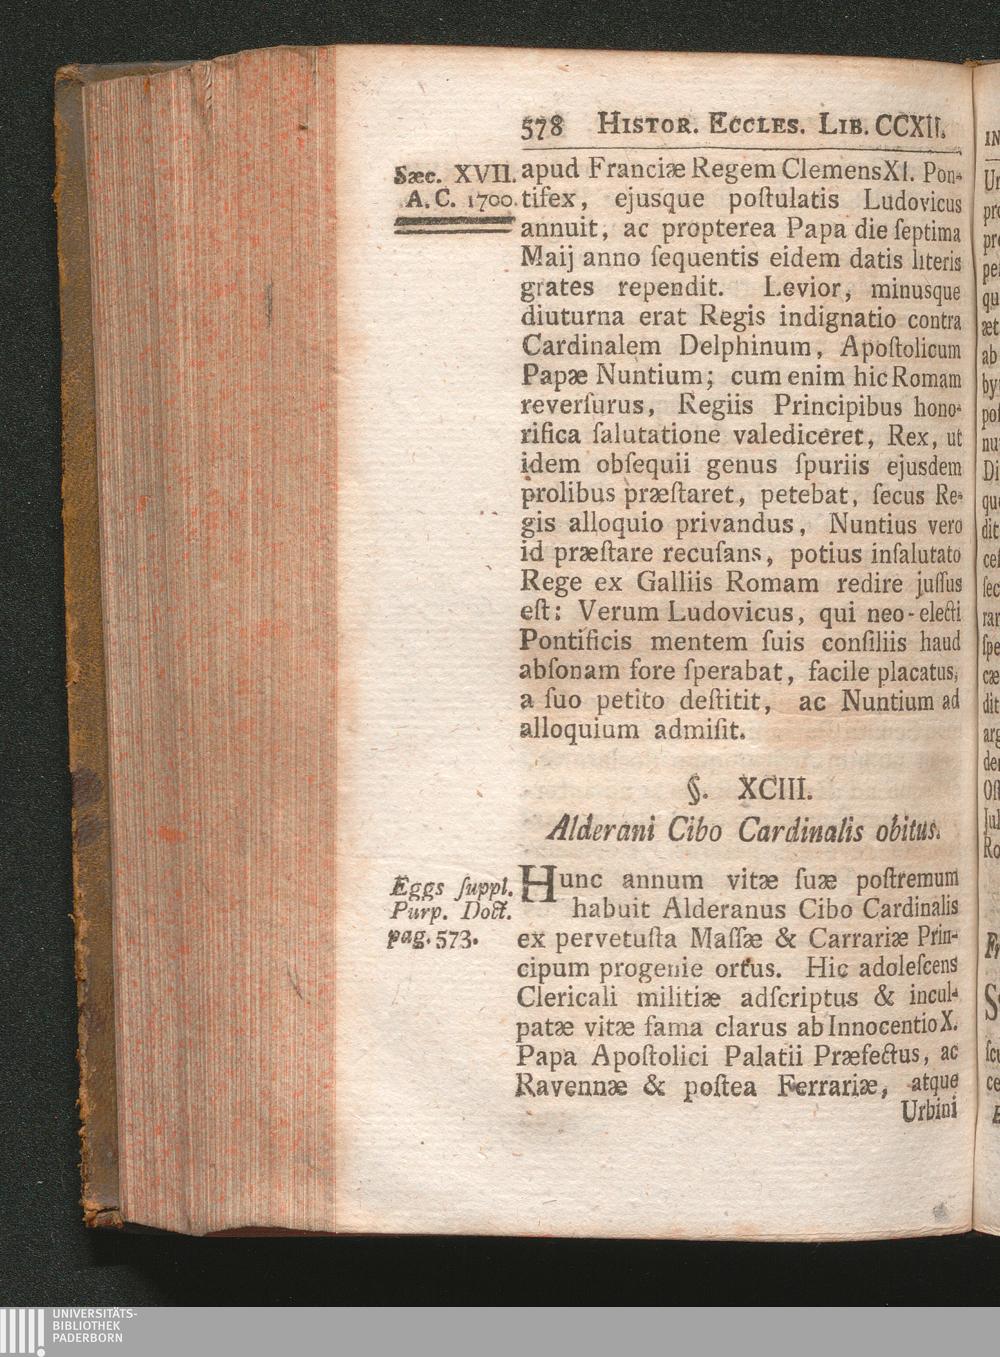 578 Histor. Eccles. Lib. CCXII.
Sæc. XVII.
A. C. 1700.
apud Franciæ Regem Clemens XI. Pon-
tifex, ejusque poſtulatis Ludovicus
annuit, ac propterea Papa die ſeptima
Maij anno ſequentis eidem datis literis
grates rependit. Levior, minusque
diuturna erat Regis indignatio contra
Cardinalem Delphinum, Apoſtolicum
Papæ Nuntium; cum enim hic Romam
reverſurus, Regiis Principibus hono-
rifica ſalutatione valediceret, Rex, ut
idem obſequii genus ſpuriis ejusdem
prolibus præſtaret, petebat, ſecus Re-
gis alloquio privandus, Nuntius vero
id præſtare recuſans, potius inſalutato
Rege ex Galliis Romam redire juſſus
eſt: Verum Ludovicus, qui neo-electi
Pontificis mentem ſuis conſiliis haud
abſonam fore ſperabat, facile placatus,
a ſuo petito deſtitit, ac Nuntium ad
alloquium admiſit.
§. XCIII.
Alderani Cibo Cardinalis obitus.
Eggs ſuppl.
Purp. Doct.
pag. 573.
Hunc annum vitæ ſuæ poſtremum
habuit Alderanus Cibo Cardinalis
ex pervetuſta Maſſæ & Carrariæ Prin-
cipum progenie ortus. Hic adoleſcens
Clericali militiæ adſcriptus & incul-
patæ vitæ fama clarus ab Innocentio X.
Papa Apoſtolici Palatii Præfectus, ac
Ravennæ & poſtea Ferrariæ, atque
Urbini
UNIVERSITÄTS-
BIBLIOTHEK
PADERBORN